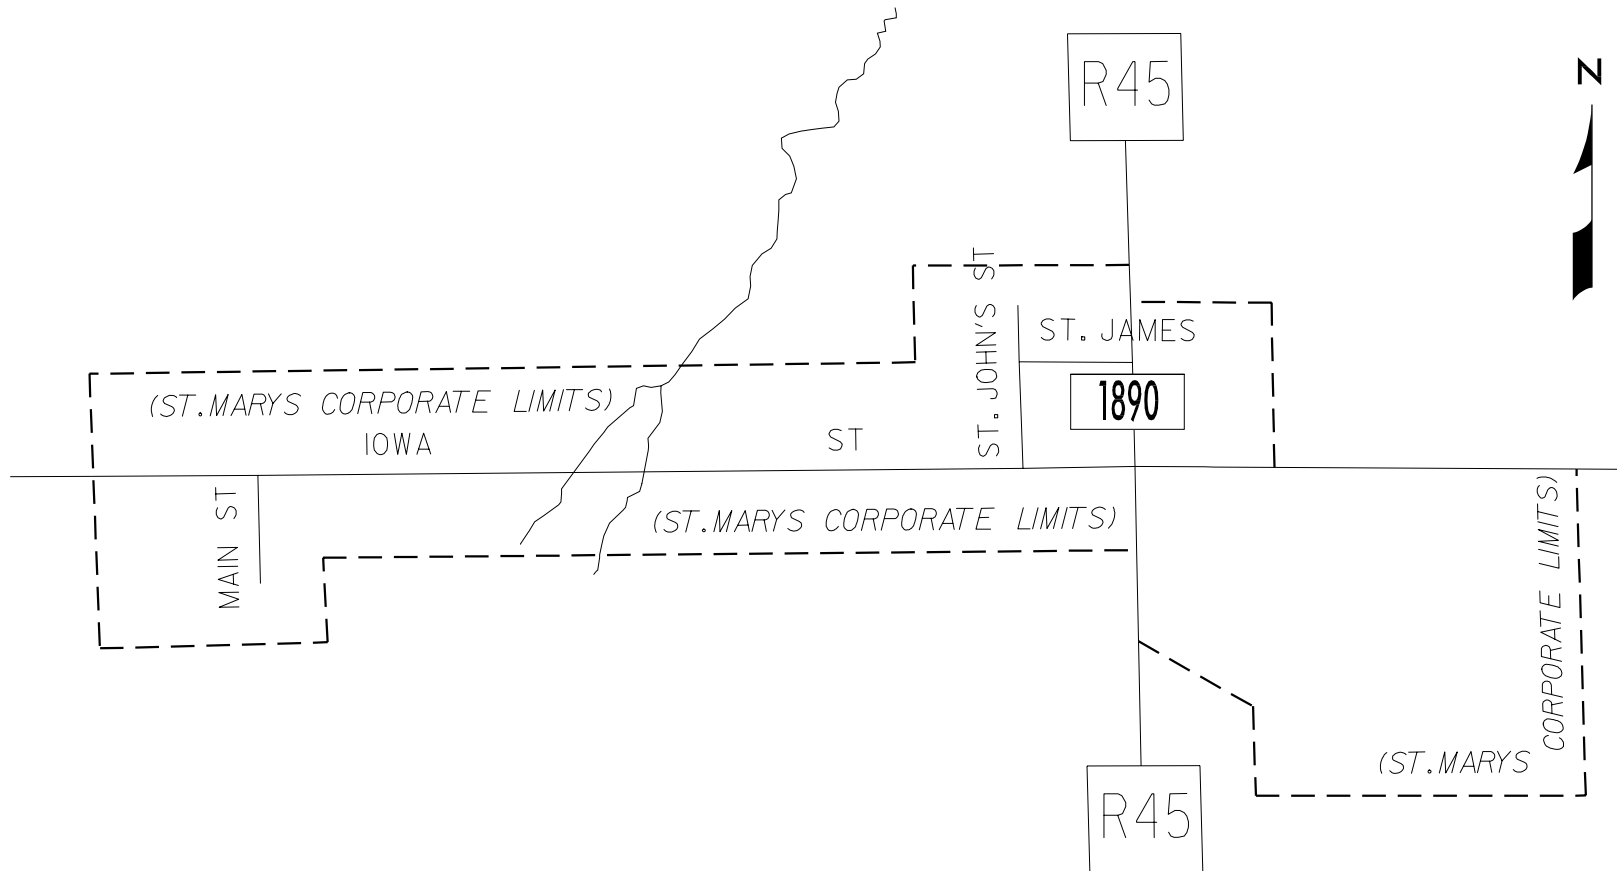 R45
N
ST. JOHN'S ST
ST. JAMES
(ST.MARYS CORPORATE LIMITS)
1890
IOWA ST
MAIN ST
(ST.MARYS CORPORATE LIMITS)
(ST.MARYS CORPORATE LIMITS)
R45